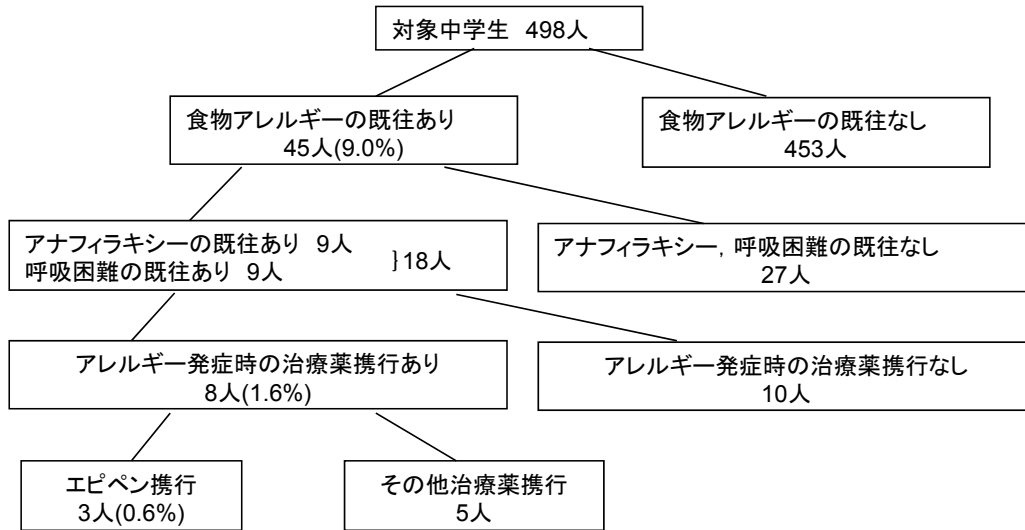 対象中学生 498人
食物アレルギーの既往あり
45人(9.0%)
食物アレルギーの既往なし
453人
アナフィラキシーの既往あり 9人
呼吸困難の既往あり 9人
}18人
アナフィラキシー，呼吸困難の既往なし
27人
アレルギー発症時の治療薬携行あり
8人(1.6%)
アレルギー発症時の治療薬携行なし
10人
エピペン携行
3人(0.6%)
その他治療薬携行
5人